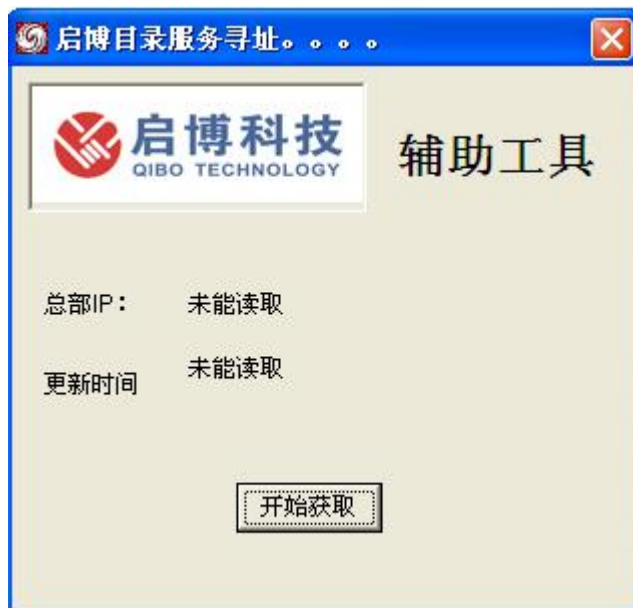 启博目录服务寻址。。。。
启博科技
QIBO TECHNOLOGY
辅助工具
总部IP： 未能读取
更新时间 未能读取
开始获取